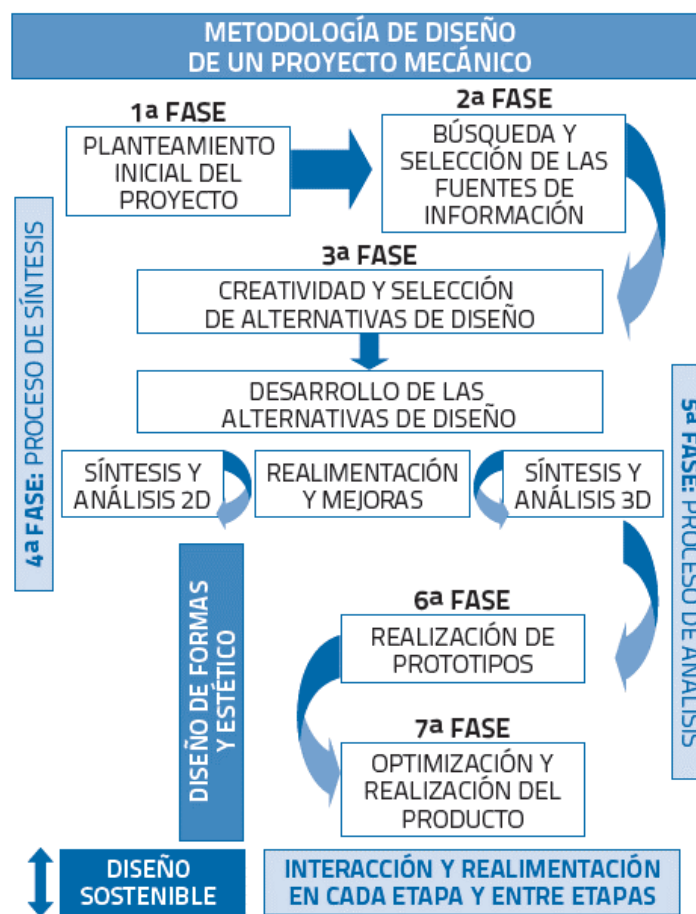 METODOLOGÍA DE DISEÑO
DE UN PROYECTO MECÁNICO
1ª FASE
PLANTEAMIENTO
INICIAL DEL
PROYECTO
2ª FASE
BÚSQUEDA Y
SELECCIÓN DE LAS
FUENTES DE
INFORMACIÓN
3ª FASE
CREATIVIDAD Y SELECCIÓN
DE ALTERNATIVAS DE DISEÑO
DESARROLLO DE LAS
ALTERNATIVAS DE DISEÑO
4ª FASE: PROCESO DE SÍNTESIS
SÍNTESIS Y
ANÁLISIS 2D
REALIMENTACIÓN
Y MEJORAS
SÍNTESIS Y
ANÁLISIS 3D
5ª FASE: PROCESO DE ANÁLISIS
DISEÑO DE FORMAS
Y ESTÉTICO
6ª FASE
REALIZACIÓN DE
PROTOTIPOS
7ª FASE
OPTIMIZACIÓN Y
REALIZACIÓN DEL
PRODUCTO
DISEÑO
SOSTENIBLE
INTERACCIÓN Y REALIMENTACIÓN
EN CADA ETAPA Y ENTRE ETAPAS